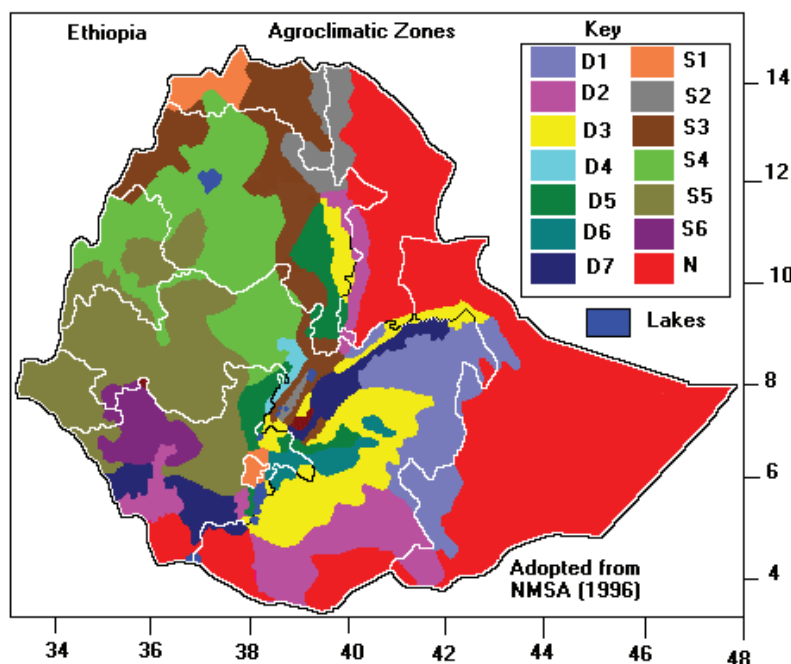 Ethiopia Agroclimatic Zones Key
D1 S1
D2 S2
D3 S3
D4 S4
D5 S5
D6 S6
D7 N
Lakes
14
12
10
8
6
4
Adopted from
NMSA (1996)
34 36 38 40 42 44 46 48